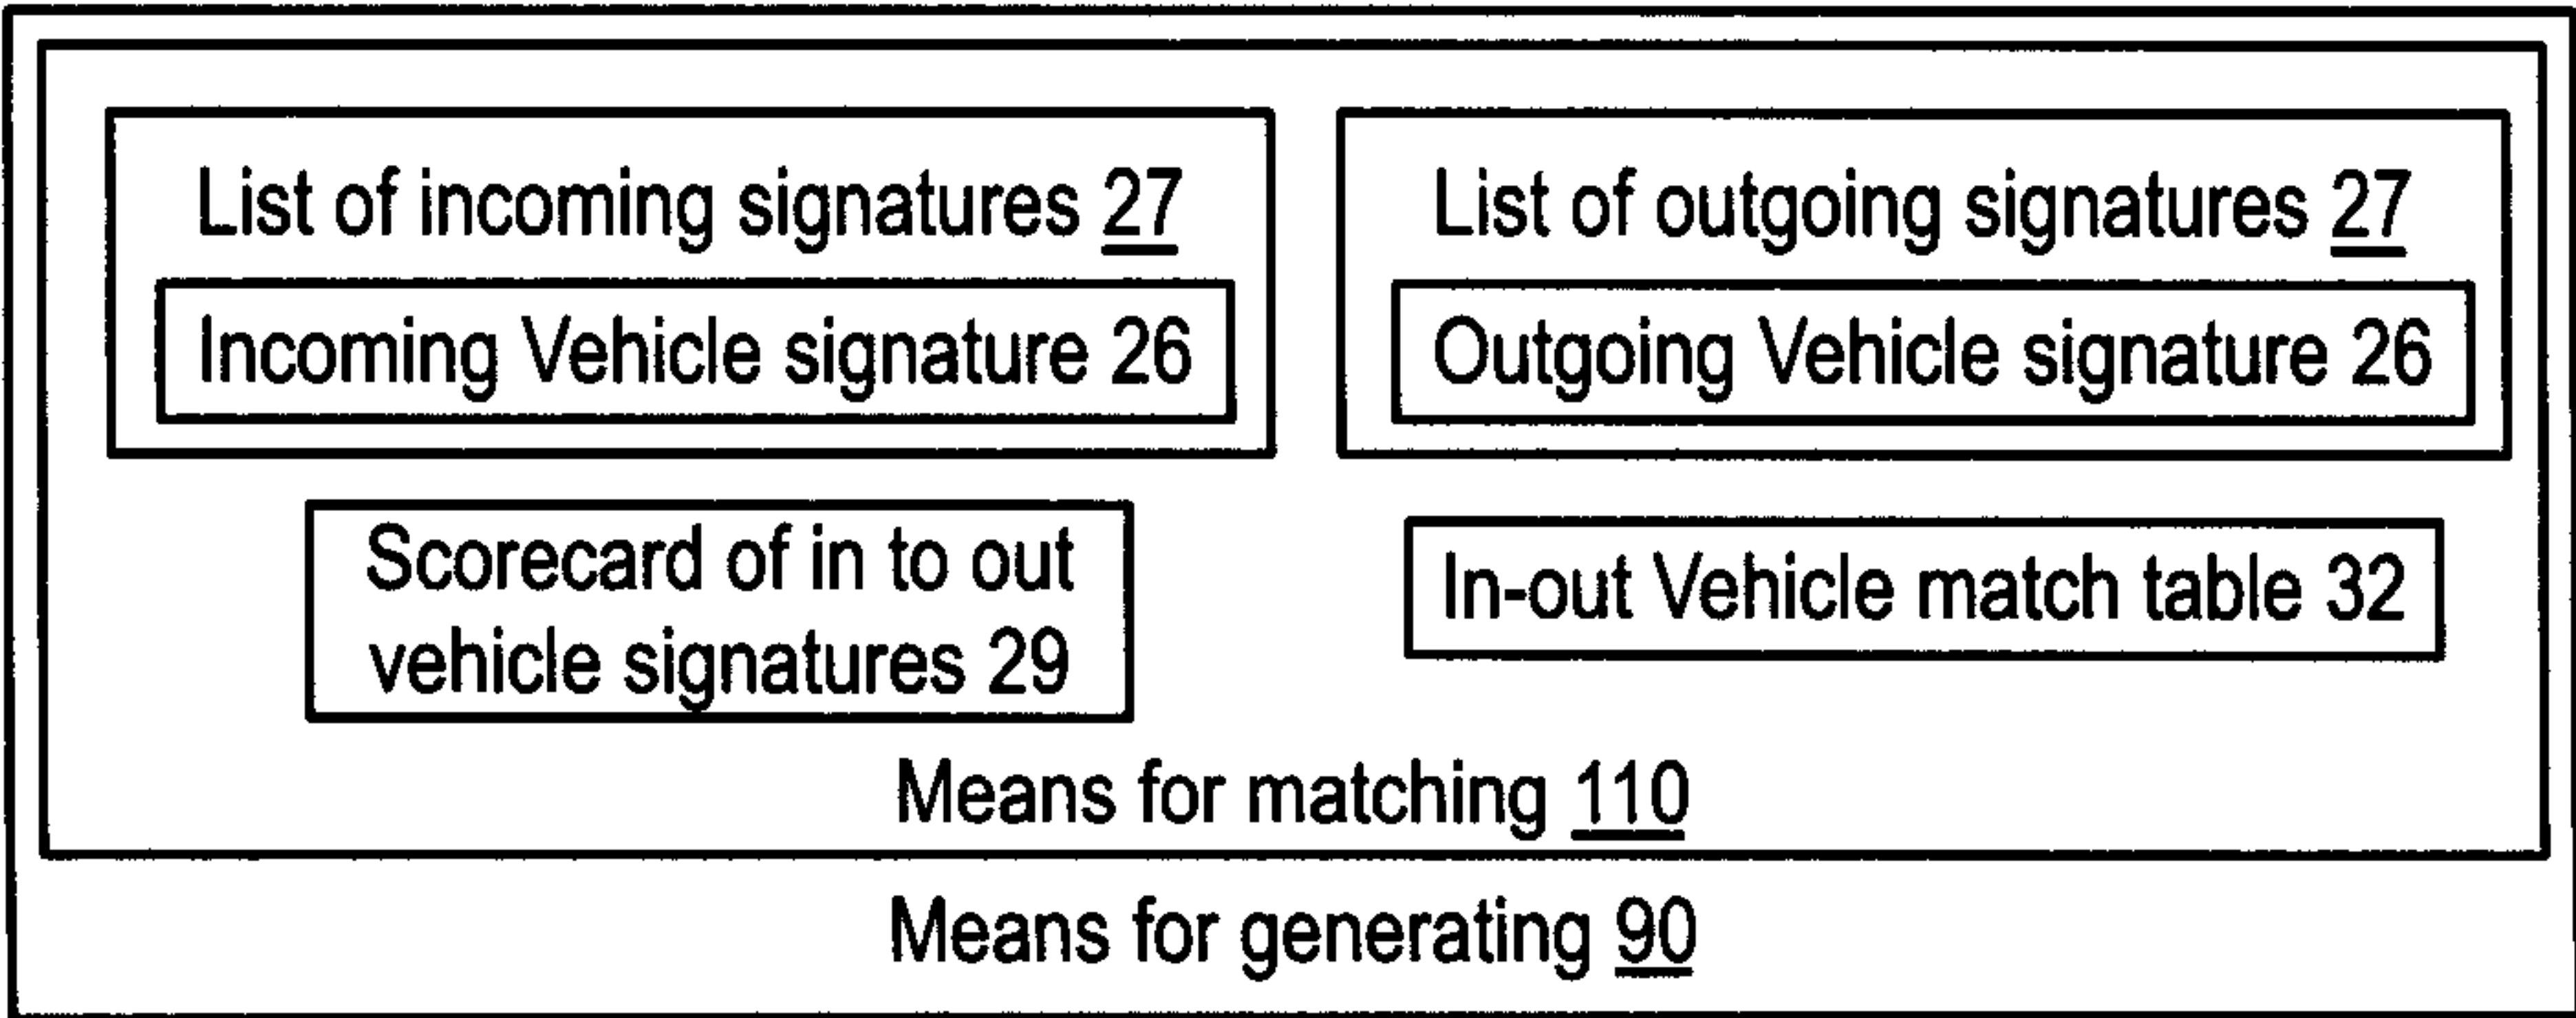 List of incoming signatures 27
Incoming Vehicle signature 26
List of outgoing signatures 27
Outgoing Vehicle signature 26
Scorecard of in to out
vehicle signatures 29
In-out Vehicle match table 32
Means for matching 110
Means for generating 90